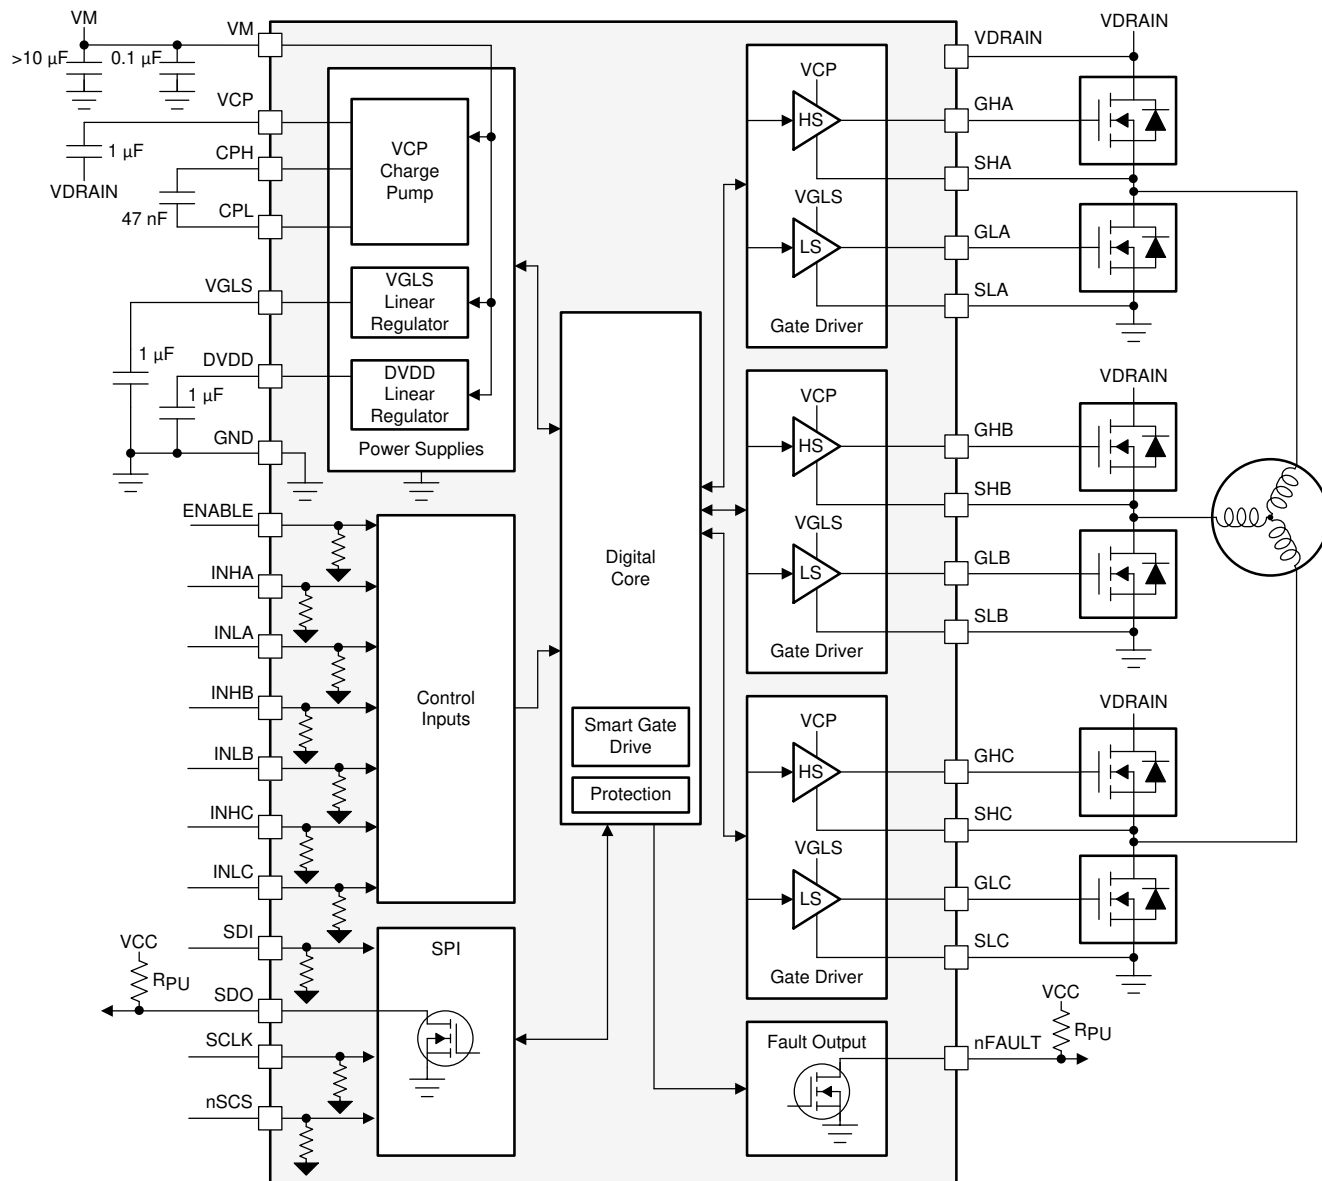 VM
>10 µF
0.1 µF
VM
VCP
1 µF
VDRAIN
CPH
47 nF
CPL
VGLS
1 µF
DVDD
1 µF
GND
ENABLE
INHA
INLA
INHB
INLB
INHC
INLC
SDI
VCC
RPU
SDO
SCLK
nSCS
VCP
Charge
Pump
VGLS
Linear
Regulator
DVDD
Linear
Regulator
Power Supplies
Control
Inputs
SPI
Digital
Core
Smart Gate
Drive
Protection
VCP
HS
VGLS
LS
Gate Driver
VCP
HS
VGLS
LS
Gate Driver
VCP
HS
VGLS
LS
Gate Driver
Fault Output
VDRAIN
VDRAIN
GHA
SHA
GLA
SLA
VDRAIN
GHB
SHB
GLB
SLB
VDRAIN
GHC
SHC
GLC
SLC
VCC
RPU
nFAULT